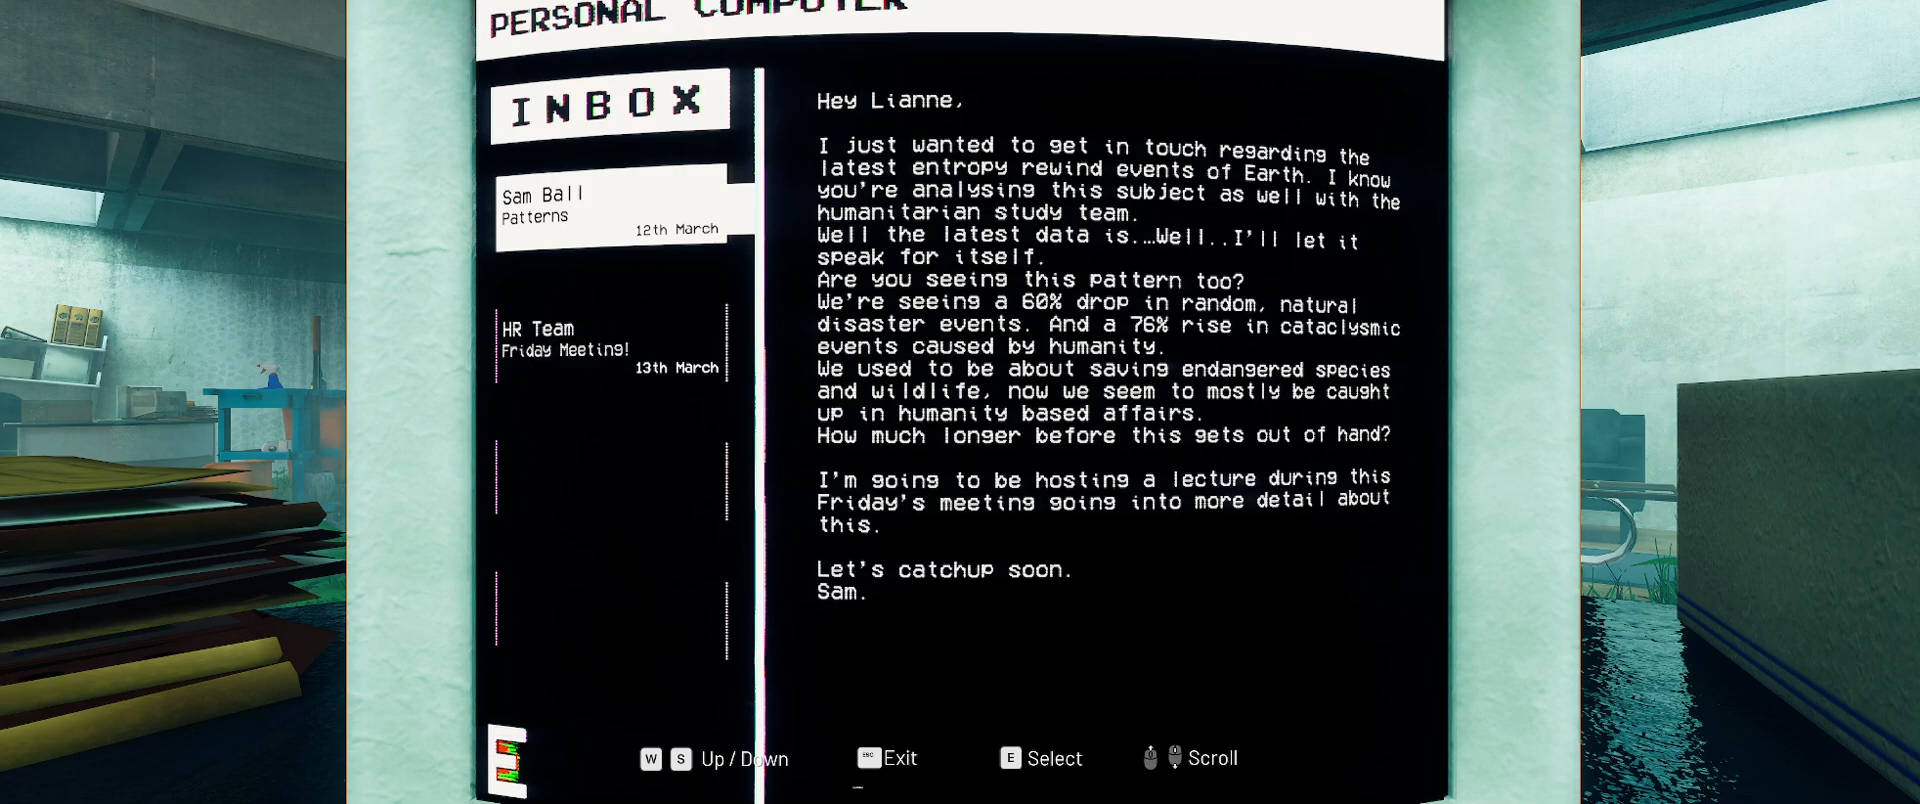 PERSONAL COMPUTER
INBOX
Sam Ball
Patterns
12th March
HR Team
Friday Meeting!
13th March
Hey Lianne,
I just wanted to get in touch regarding the
latest entropy rewind events of Earth. I know
you're analysing this subject as well with the
humanitarian study team.
Well the latest data is....Well..I'll let it
speak for itself.
Are you seeing this pattern too?
We're seeing a 60% drop in random, natural
disaster events. And a 76% rise in cataclysmic
events caused by humanity.
We used to be about saving endangered species
and wildlife, now we seem to mostly be caught
up in humanity based affairs.
How much longer before this gets out of hand?
I'm going to be hosting a lecture during this
Friday's meeting going into more detail about
this.
Let's catchup soon.
Sam.
E
W S Up / Down
ESC Exit
E Select
Scroll